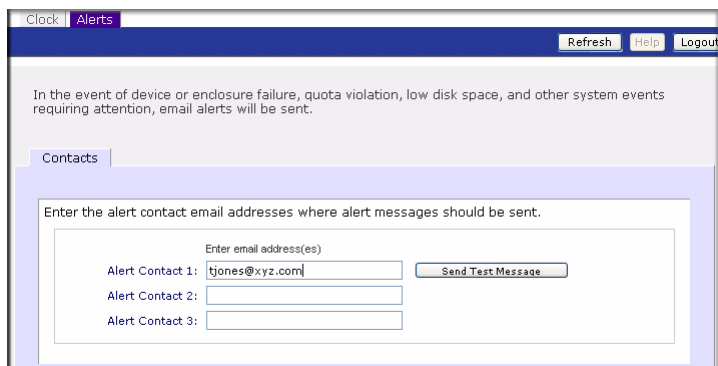 Clock Alerts
Refresh Help Logout
In the event of device or enclosure failure, quota violation, low disk space, and other system events
requiring attention, email alerts will be sent.
Contacts
Enter the alert contact email addresses where alert messages should be sent.
Enter email address(es)
Alert Contact 1: tjones@xyz.com Send Test Message
Alert Contact 2:
Alert Contact 3: